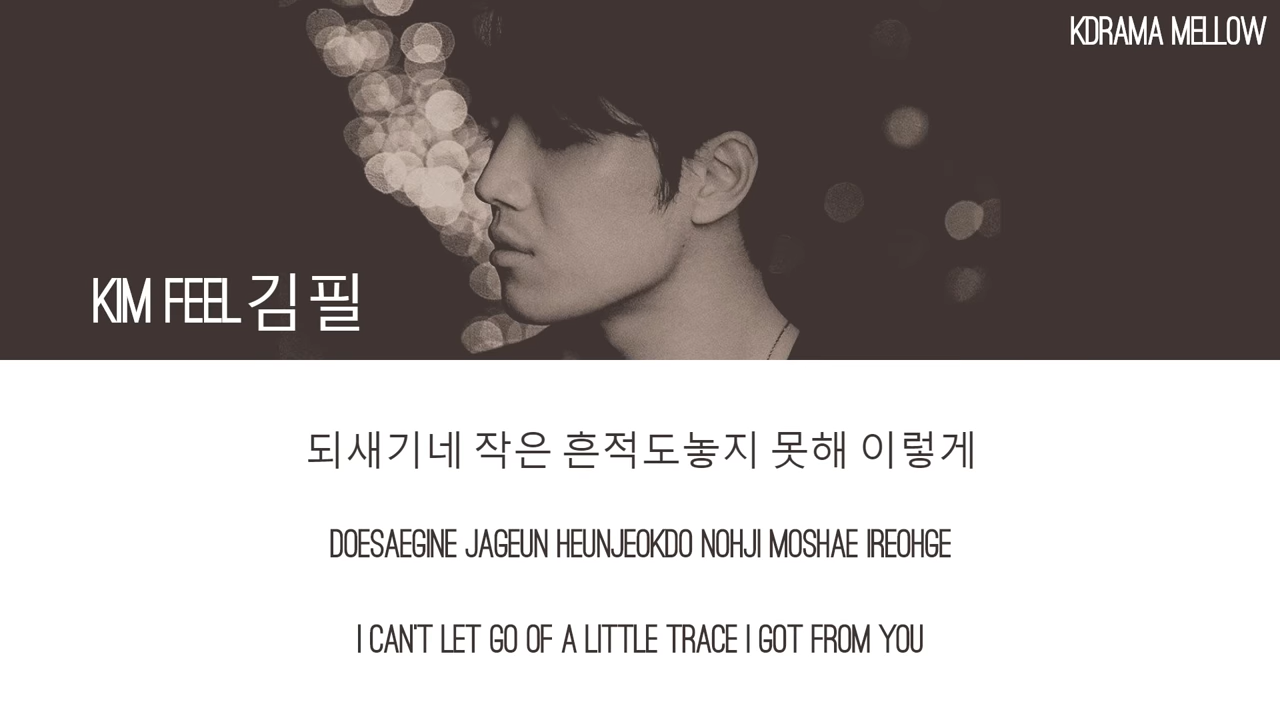 KDRAMA MELLOW
KIM FEEL 김필
되새기네 작은 흔적도놓지 못해 이렇게
DOESAEGINE JAGEUN HEUNJEOKDO NOHJI MOSHAE IREOHGE
I CAN'T LET GO OF A LITTLE TRACE I GOT FROM YOU